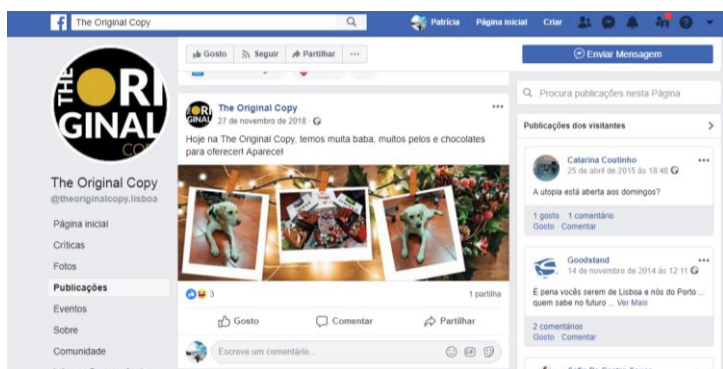 The Original Copy
Patrícia
Página inicial
Criar
THE
ORI
GINAL
COPY
Gosto
Seguir
Partilhar
Enviar Mensagem
Procura publicações nesta Página
The Original Copy
27 de novembro de 2018
Hoje na The Original Copy, temos muita baba, muitos pelos e chocolates
para oferecer! Aparece!
3
1 partilha
Gosto
Comentar
Partilhar
Escreve um comentário...
GIF
The Original Copy
@theoriginalcopy.lisboa
Página inicial
Críticas
Fotos
Publicações
Eventos
Sobre
Comunidade
Publicações dos visitantes
Catarina Coutinho
25 de abril de 2015 às 18:48
A utopia está aberta aos domingos?
1 gosto 1 comentário
Gosto · Comentar
Goodstand
14 de novembro de 2014 às 12:11
É pena vocês serem de Lisboa e nós do Porto ...
quem sabe no futuro ... Ver Mais
2 comentários
Gosto · Comentar